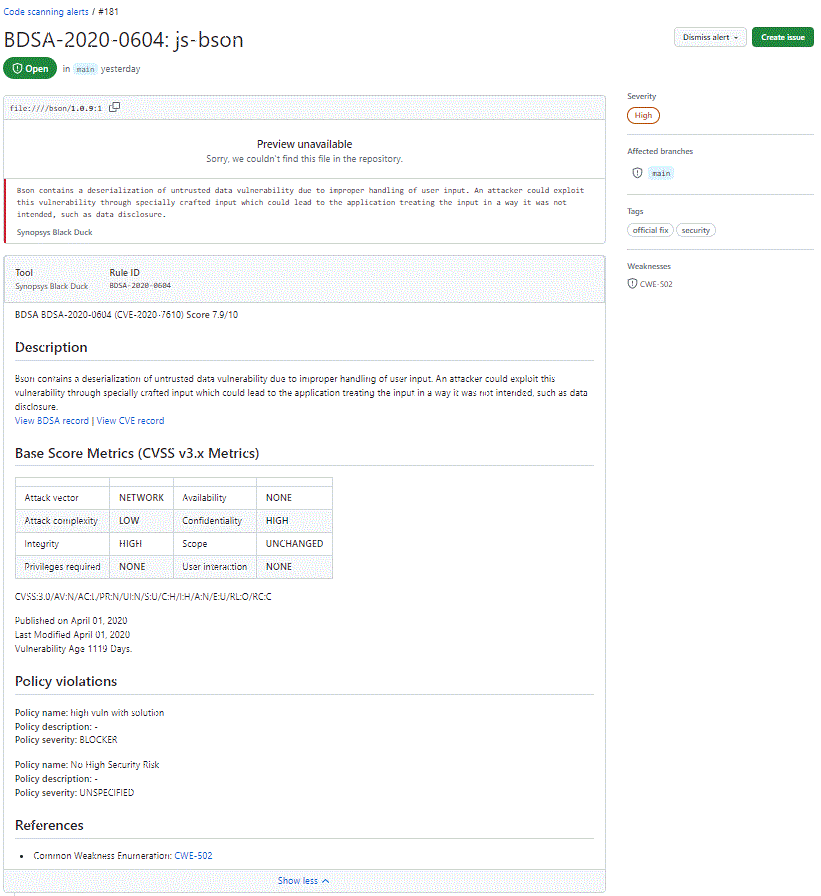 Code scanning alerts / #181
BDSA-2020-0604: js-bson
Dismiss alert
Create issue
Open in main yesterday
file:////bson/1.0.9:1
Preview unavailable
Sorry, we couldn't find this file in the repository.
Bson contains a deserialization of untrusted data vulnerability due to improper handling of user input. An attacker could exploit
this vulnerability through specially crafted input which could lead to the application treating the input in a way it was not
intended, such as data disclosure.
Synopsys Black Duck
Severity
High
Affected branches
main
Tags
official fix security
Weaknesses
CWE-502
Tool Rule ID
Synopsys Black Duck BDSA-2020-0604
BDSA BDSA-2020-0604 (CVE-2020-7610) Score 7.9/10
Description
Bson contains a deserialization of untrusted data vulnerability due to improper handling of user input. An attacker could exploit this
vulnerability through specially crafted input which could lead to the application treating the input in a way it was not intended, such as data
disclosure.
View BDSA record | View CVE record
Base Score Metrics (CVSS v3.x Metrics)
Attack vector NETWORK Availability NONE
Attack complexity LOW Confidentiality HIGH
Integrity HIGH Scope UNCHANGED
Privileges required NONE User interaction NONE
CVSS:3.0/AV:N/AC:L/PR:N/UI:N/S:U/C:H/I:H/A:N/E:U/RL:O/RC:C
Published on April 01, 2020
Last Modified April 01, 2020
Vulnerability Age 1119 Days.
Policy violations
Policy name: high vuln with solution
Policy description: -
Policy severity: BLOCKER
Policy name: No High Security Risk
Policy description: -
Policy severity: UNSPECIFIED
References
• Common Weakness Enumeration: CWE-502
Show less